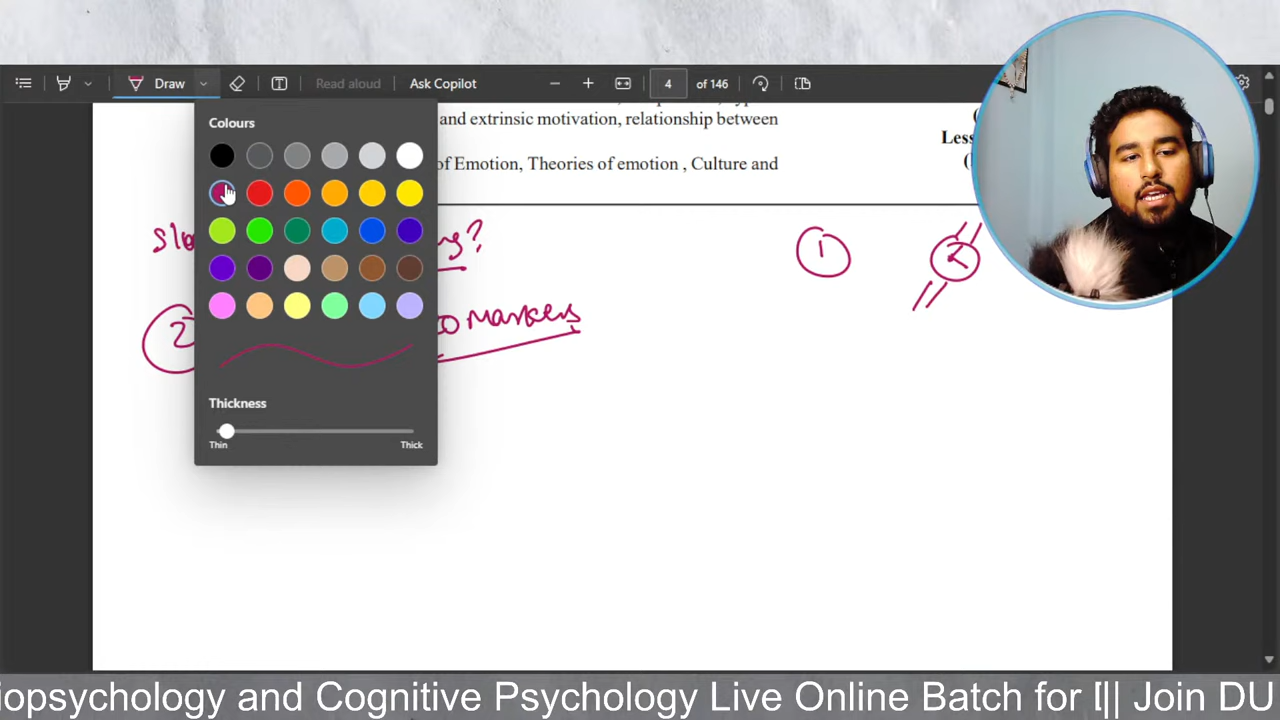 Draw Read aloud Ask Copilot 4 of 146
Colours
and extrinsic motivation, relationship between
Less
of Emotion, Theories of emotion , Culture and
?
1 2
2 Markers
Thickness
Thin Thick
iopsychology and Cognitive Psychology Live Online Batch for D|| Join DU